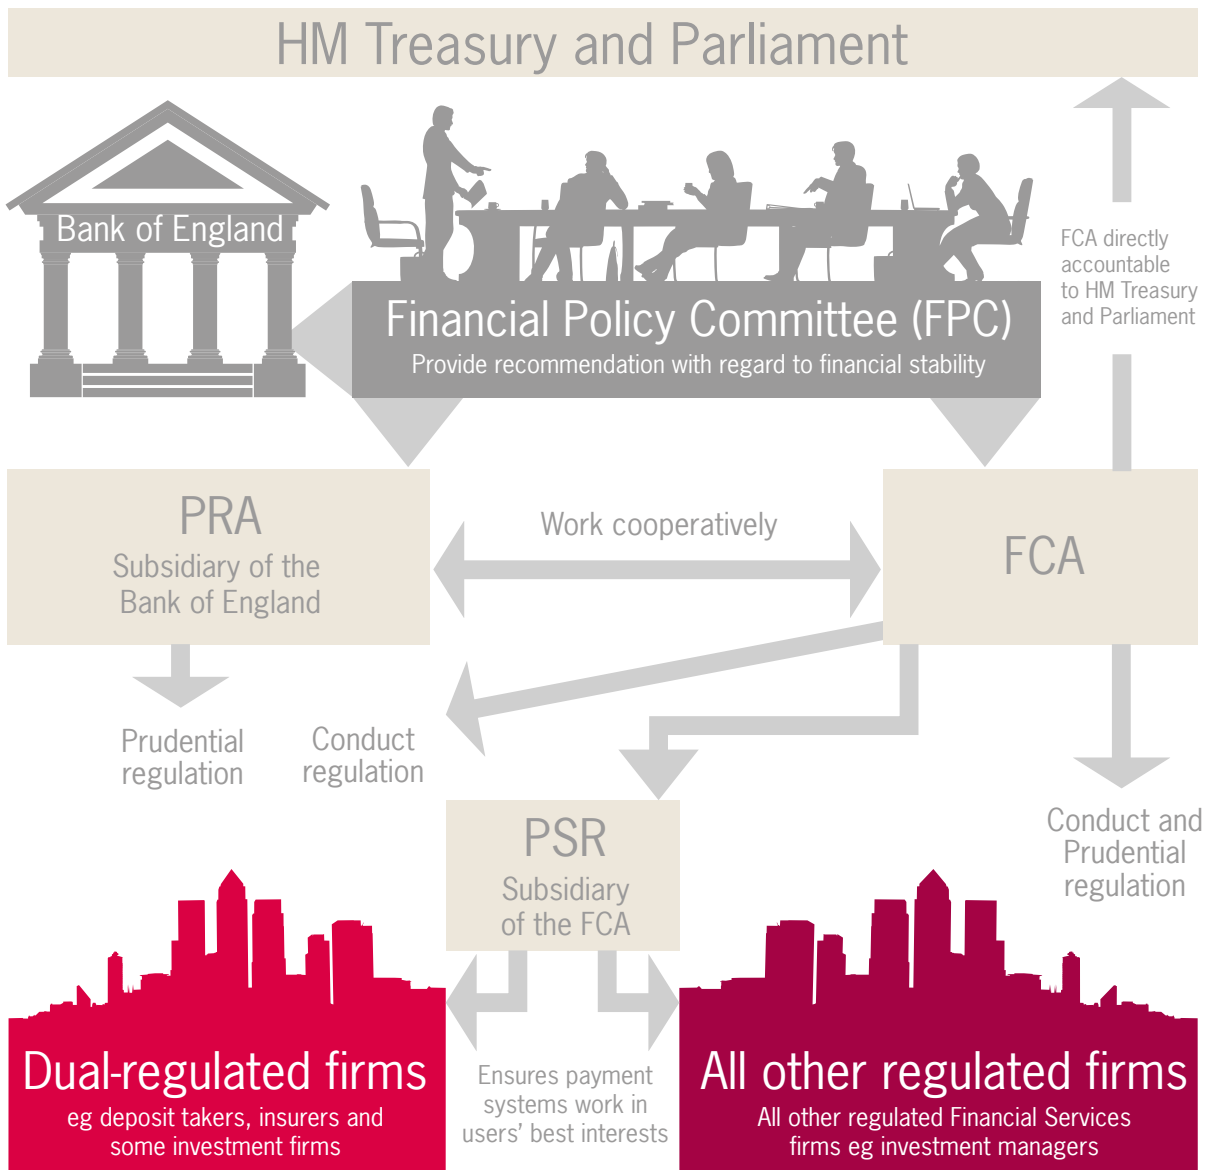 HM Treasury and Parliament
Bank of England
FCA directly
accountable
to HM Treasury
and Parliament
Financial Policy Committee (FPC)
Provide recommendation with regard to financial stability
PRA
Subsidiary of the
Bank of England
Work cooperatively
FCA
Prudential
regulation
Conduct
regulation
PSR
Subsidiary
of the FCA
Conduct and
Prudential
regulation
Dual-regulated firms
eg deposit takers, insurers and
some investment firms
Ensures payment
systems work in
users' best interests
All other regulated firms
All other regulated Financial Services
firms eg investment managers